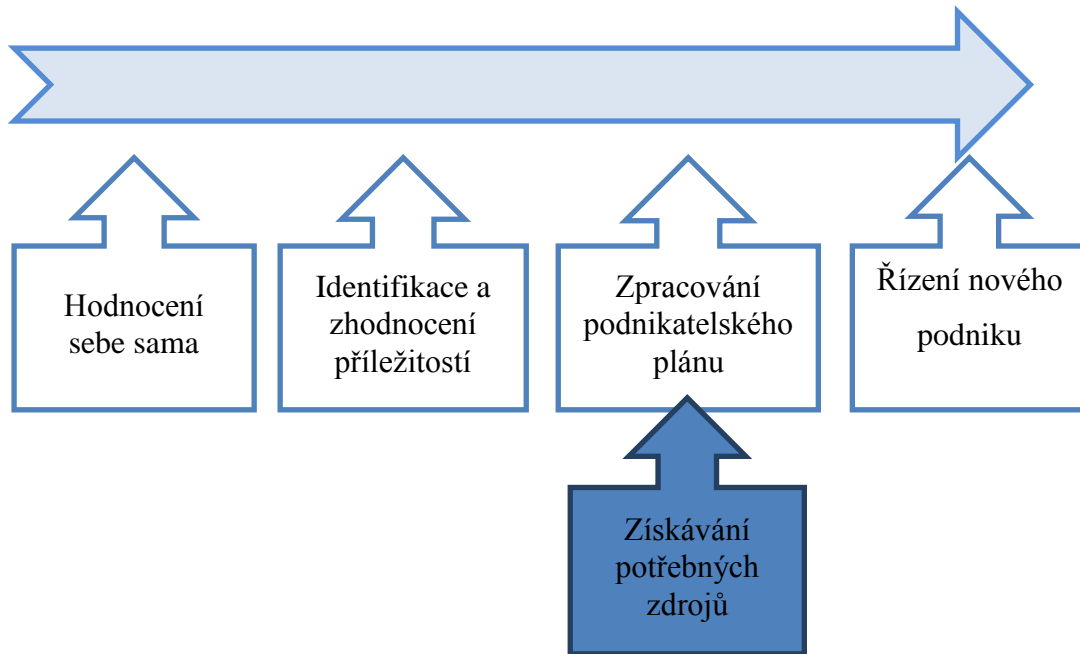 Hodnocení
sebe sama
Identifikace a
zhodnocení
příležitostí
Zpracování
podnikatelského
plánu
Řízení nového
podniku
Získávání
potřebných
zdrojů